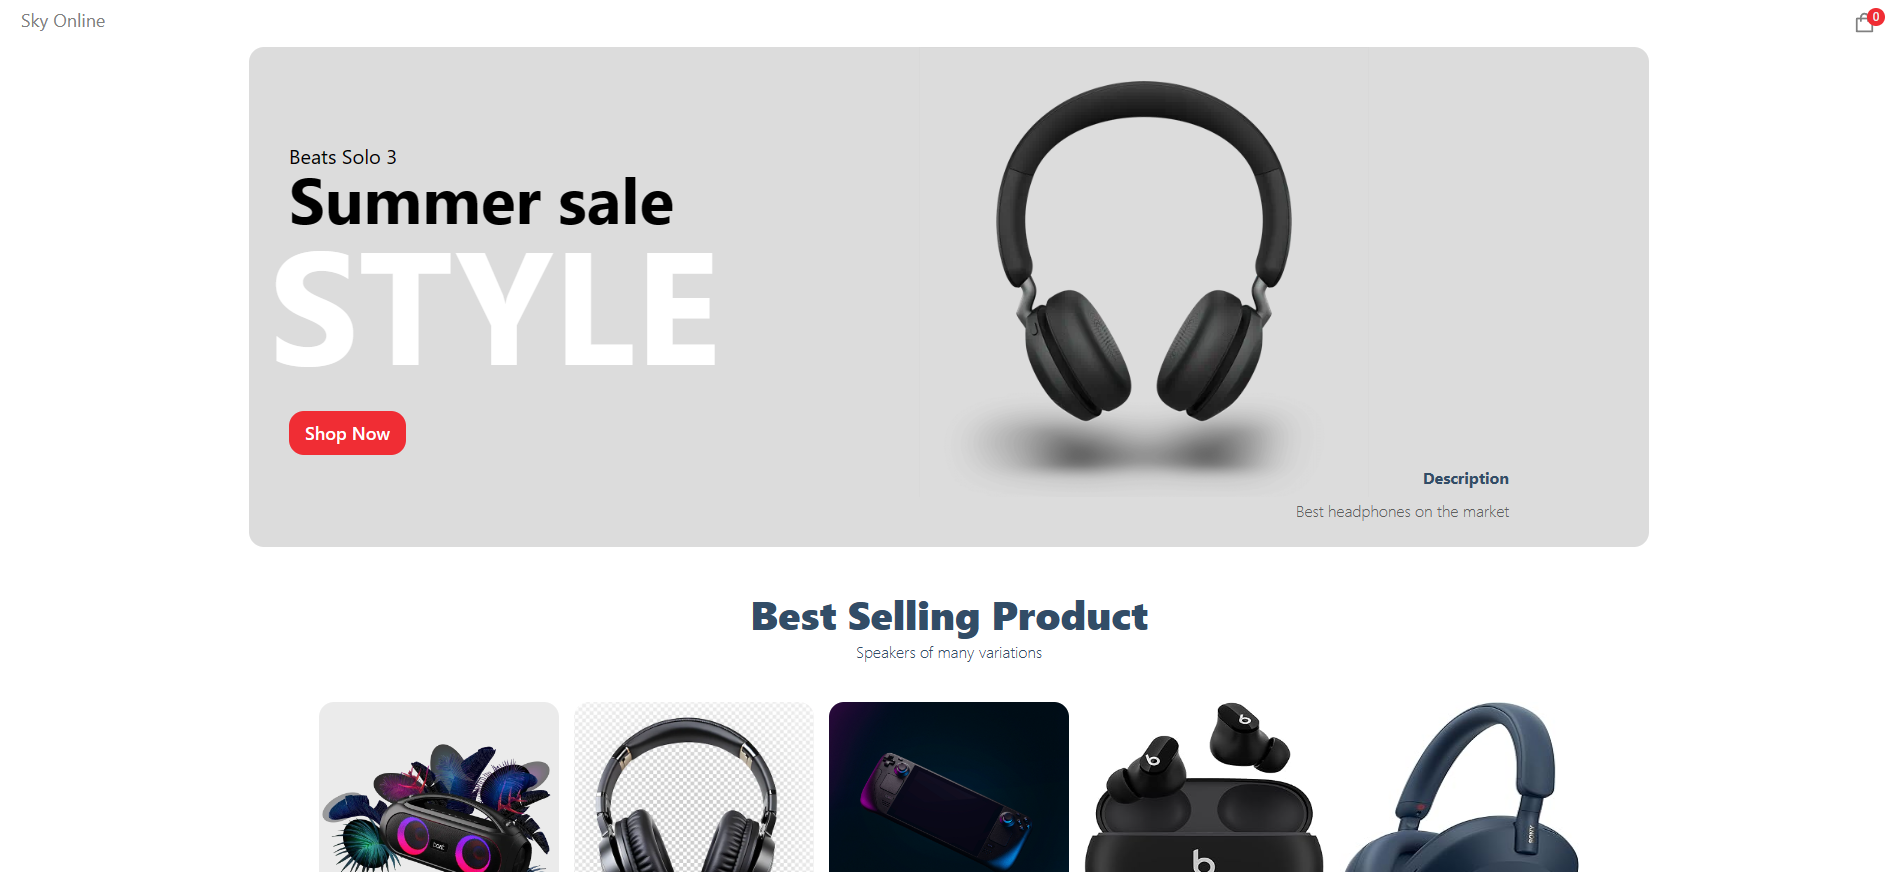 Sky Online
0
Beats Solo 3
Summer sale
STYLE
Shop Now
Description
Best headphones on the market
Best Selling Product
Speakers of many variations
SONY